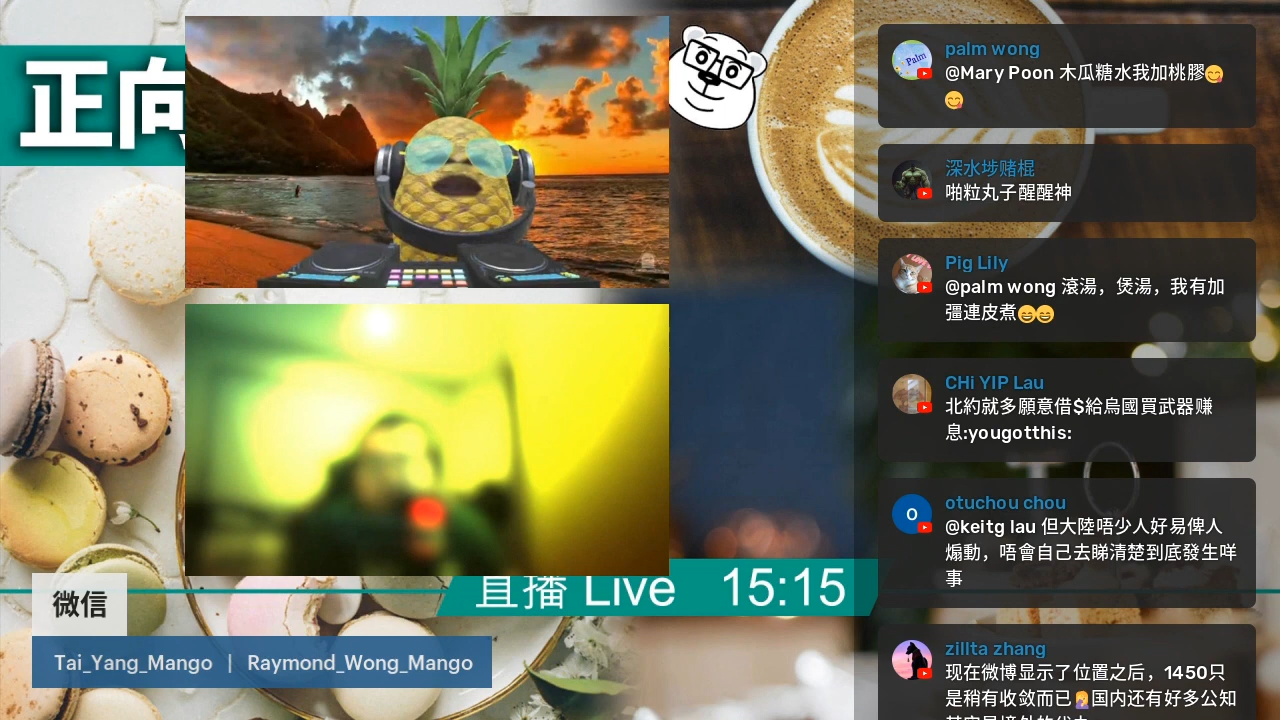 正向
palm wong
@Mary Poon 木瓜糖水我加桃膠😋
😋
深水埗赌棍
啪粒丸子醒醒神
Pig Lily
@palm wong 滾湯，煲湯，我有加
彊連皮煮😄😄
CHi YIP Lau
北約就多願意借$給烏國買武器赚
息:yougotthis:
O
otuchou chou
@keitg lau 但大陸唔少人好易俾人
煽動，唔會自己去睇清楚到底發生咩
事
zillta zhang
现在微博显示了位置之后，1450只
是稍有收敛而已🤦‍♀️国内还有好多公知
直播 Live 15:15
微信
Tai_Yang_Mango | Raymond_Wong_Mango